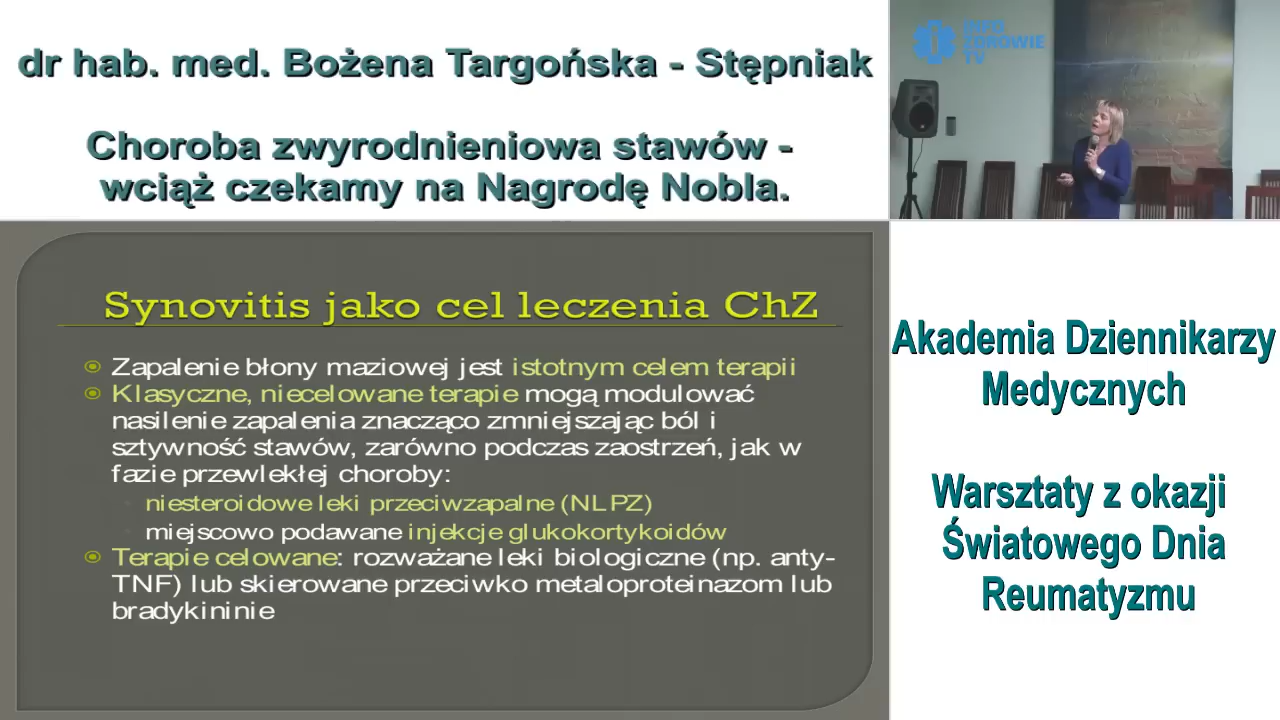 dr hab. med. Bożena Targońska - Stępniak
Choroba zwyrodnieniowa stawów -
wciąż czekamy na Nagrodę Nobla.
INFO
ZDROWIE
TV
Synovitis jako cel leczenia ChZ
Zapalenie błony maziowej jest istotnym celem terapii
Klasyczne, niecelowane terapie mogą modulować
nasilenie zapalenia znacząco zmniejszając ból i
sztywność stawów, zarówno podczas zaostrzeń, jak w
fazie przewlekłej choroby:
niesteroidowe leki przeciwzapalne (NLPZ)
miejscowo podawane injekcje glukokortykoidów
Terapie celowane: rozważane leki biologiczne (np. anty-
TNF) lub skierowane przeciwko metaloproteinazom lub
bradykininie
Akademia Dziennikarzy
Medycznych
Warsztaty z okazji
Światowego Dnia
Reumatyzmu